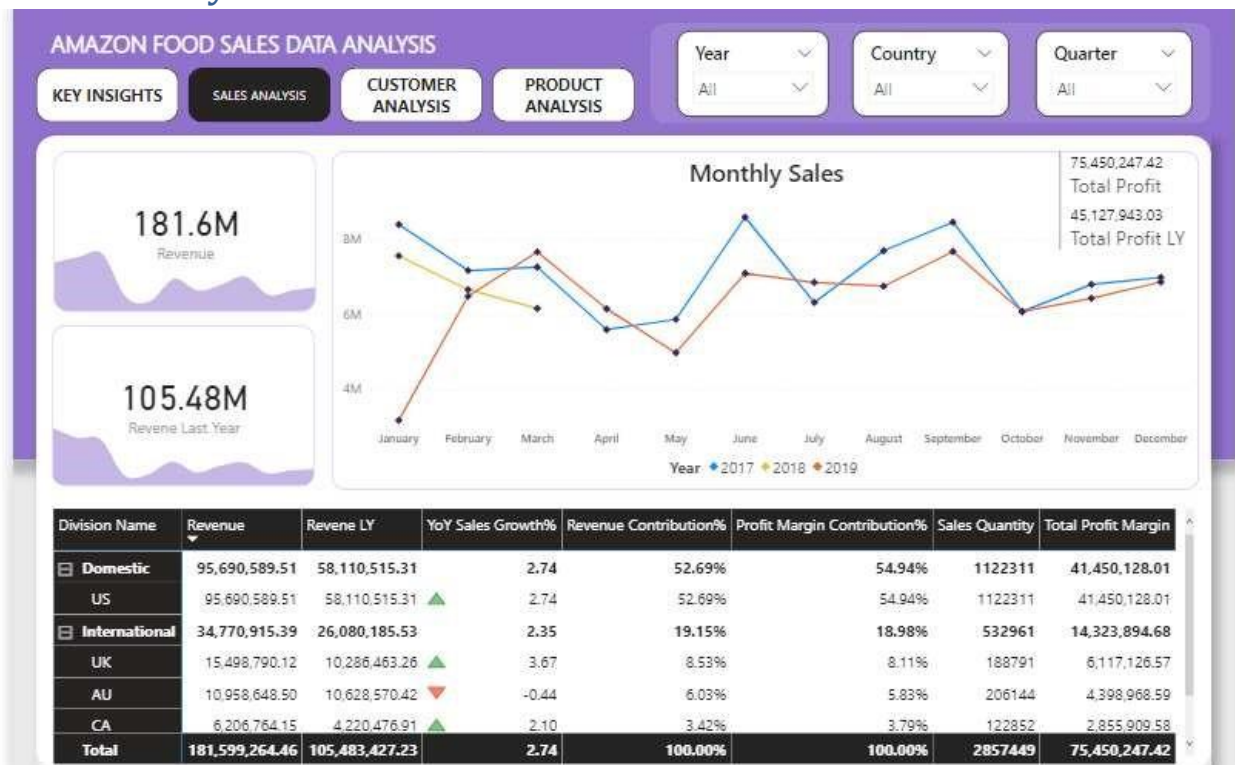 AMAZON FOOD SALES DATA ANALYSIS
KEY INSIGHTS
SALES ANALYSIS
CUSTOMER
ANALYSIS
PRODUCT
ANALYSIS
Year
All
Country
All
Quarter
All
181.6M
Revenue
105.48M
Revene Last Year
Monthly Sales
75,450,247.42
Total Profit
45,127,943.03
Total Profit LY
8M
6M
4M
January February March April May June July August September October November December
Year 2017 2018 2019
Division Name Revenue Revene LY YoY Sales Growth% Revenue Contribution% Profit Margin Contribution% Sales Quantity Total Profit Margin
Domestic 95,690,589.51 58,110,515.31 2.74 52.69% 54.94% 1122311 41,450,128.01
US 95,690,589.51 58,110,515.31 2.74 52.69% 54.94% 1122311 41,450,128.01
International 34,770,915.39 26,080,185.53 2.35 19.15% 18.98% 532961 14,323,894.68
UK 15,498,790.12 10,286,463.26 3.67 8.53% 8.11% 188791 6,117,126.57
AU 10,958,648.50 10,628,570.42 -0.44 6.03% 5.83% 206144 4,398,968.59
CA 6,206,764.15 4,220,476.91 2.10 3.42% 3.79% 122852 2,855,909.58
Total 181,599,264.46 105,483,427.23 2.74 100.00% 100.00% 2857449 75,450,247.42